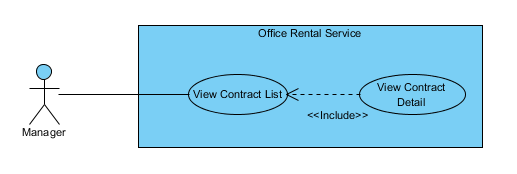 Office Rental Service
View Contract List
View Contract
Detail
<<Include>>
Manager